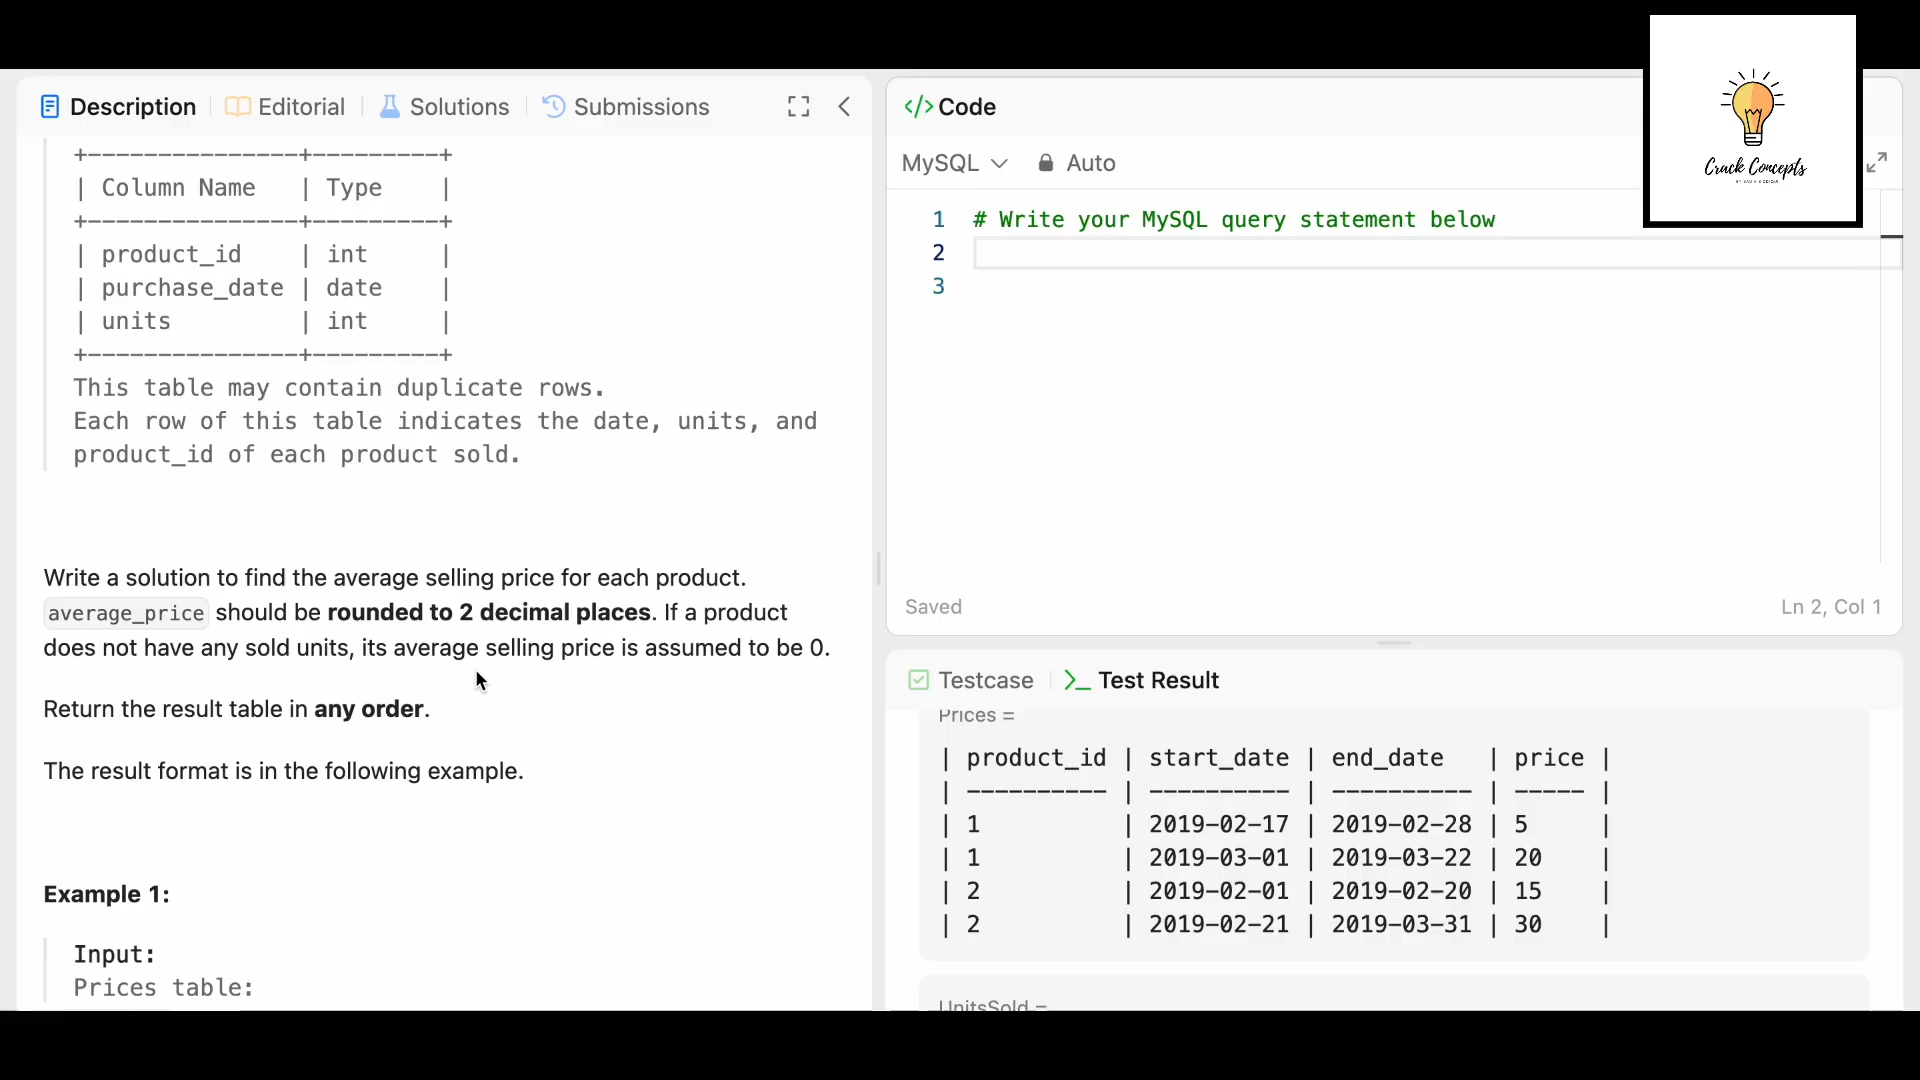 Description
Editorial
Solutions
Submissions
+---------------+---------+
| Column Name   | Type    |
+---------------+---------+
| product_id    | int     |
| purchase_date | date    |
| units         | int     |
+---------------+---------+
This table may contain duplicate rows.
Each row of this table indicates the date, units, and
product_id of each product sold.
Write a solution to find the average selling price for each product.
average_price should be rounded to 2 decimal places. If a product
does not have any sold units, its average selling price is assumed to be 0.
Return the result table in any order.
The result format is in the following example.
Example 1:
Input:
Prices table:
</> Code
MySQL
Auto
1 # Write your MySQL query statement below
2
3
Saved
Ln 2, Col 1
Testcase
Test Result
Prices =
| product_id | start_date | end_date   | price |
| ---------- | ---------- | ---------- | ----- |
| 1          | 2019-02-17 | 2019-02-28 | 5     |
| 1          | 2019-03-01 | 2019-03-22 | 20    |
| 2          | 2019-02-01 | 2019-02-20 | 15    |
| 2          | 2019-02-21 | 2019-03-31 | 30    |
UnitsSold =
Crack Concepts